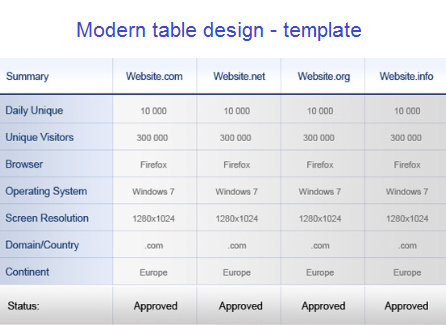 Modern table design - template
Summary Website.com Website.net Website.org Website.info
Daily Unique 10 000 10 000 10 000 10 000
Unique Visitors 300 000 300 000 300 000 300 000
Browser Firefox Firefox Firefox Firefox
Operating System Windows 7 Windows 7 Windows 7 Windows 7
Screen Resolution 1280x1024 1280x1024 1280x1024 1280x1024
Domain/Country .com .com .com .com
Continent Europe Europe Europe Europe
Status: Approved Approved Approved Approved